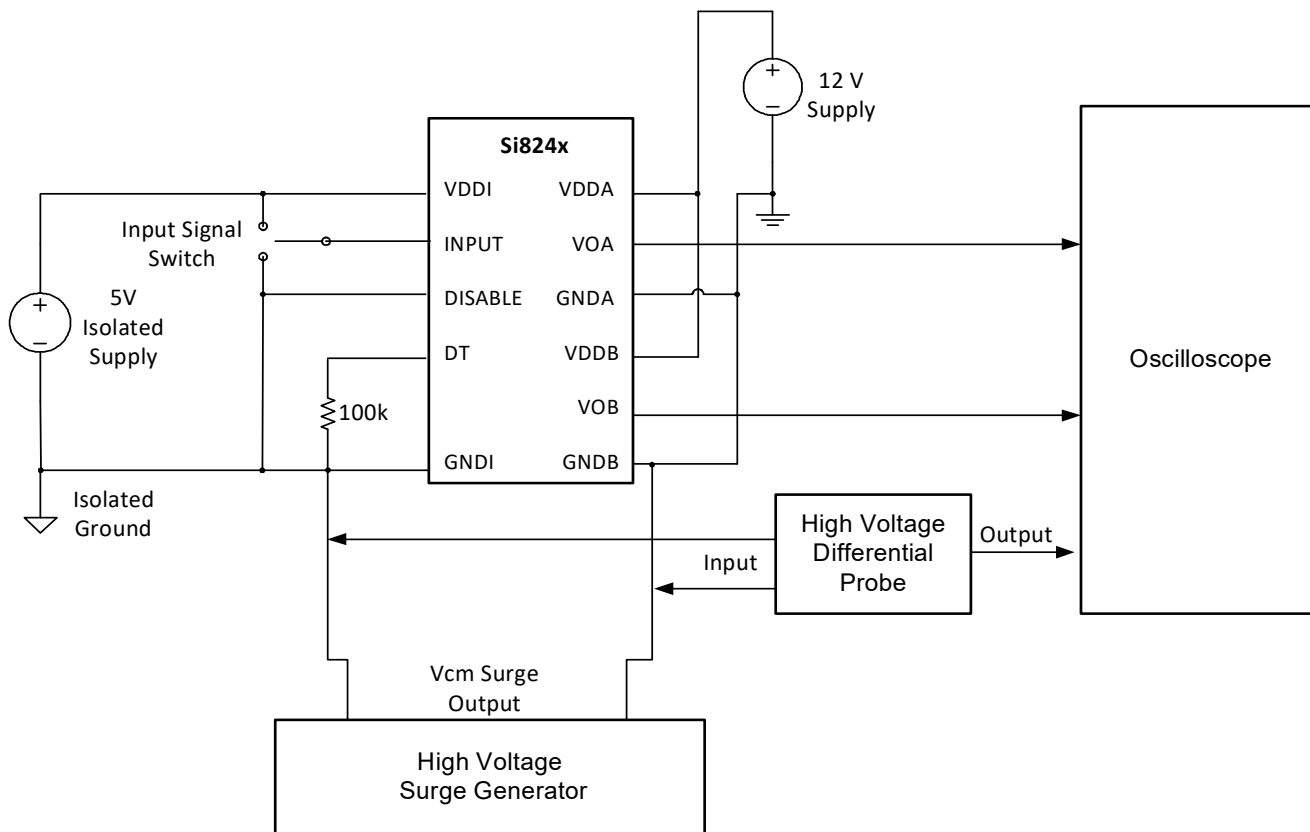 12 V
Supply
Si824x
VDDI
VDDA
Input Signal
Switch
INPUT
VOA
5V
Isolated
Supply
DISABLE
GNDA
DT
VDDB
Oscilloscope
100k
VOB
GNDI
GNDB
Isolated
Ground
High Voltage
Differential
Probe
Output
Input
Vcm Surge
Output
High Voltage
Surge Generator
+
−
+
−